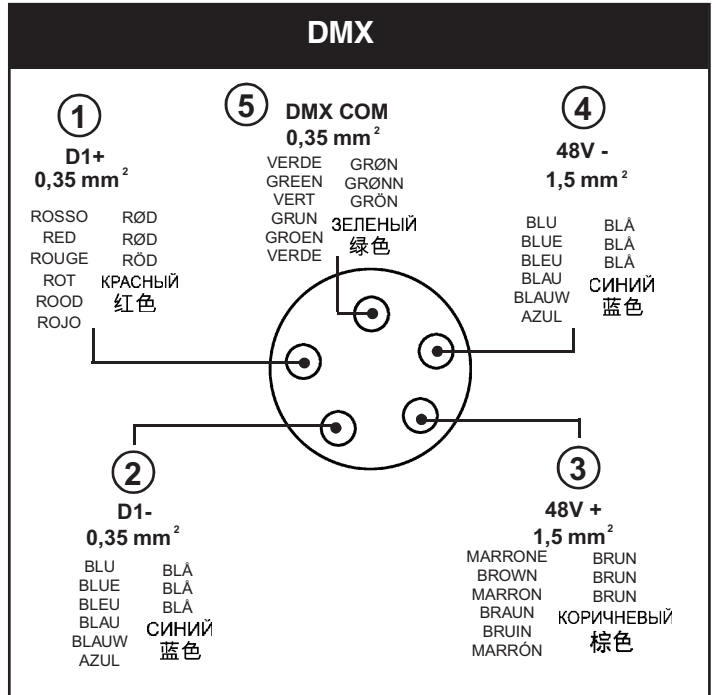 DMX
1
D1+
0,35 mm²
ROSSO
RED
ROUGE
ROT
ROOD
ROJO
RØD
RØD
RÖD
КРАСНЫЙ
红色
5
DMX COM
0,35 mm²
VERDE
GREEN
VERT
GRUN
GROEN
VERDE
GRØN
GRØNN
GRÖN
ЗЕЛЕНЫЙ
绿色
4
48V -
1,5 mm²
BLU
BLUE
BLEU
BLAU
BLAUW
AZUL
BLÅ
BLÅ
BLÅ
СИНИЙ
蓝色
2
D1-
0,35 mm²
BLU
BLUE
BLEU
BLAU
BLAUW
AZUL
BLÅ
BLÅ
BLÅ
СИНИЙ
蓝色
3
48V +
1,5 mm²
MARRONE
BROWN
MARRON
BRAUN
BRUIN
MARRÓN
BRUN
BRUN
BRUN
КОРИЧНЕВЫЙ
棕色